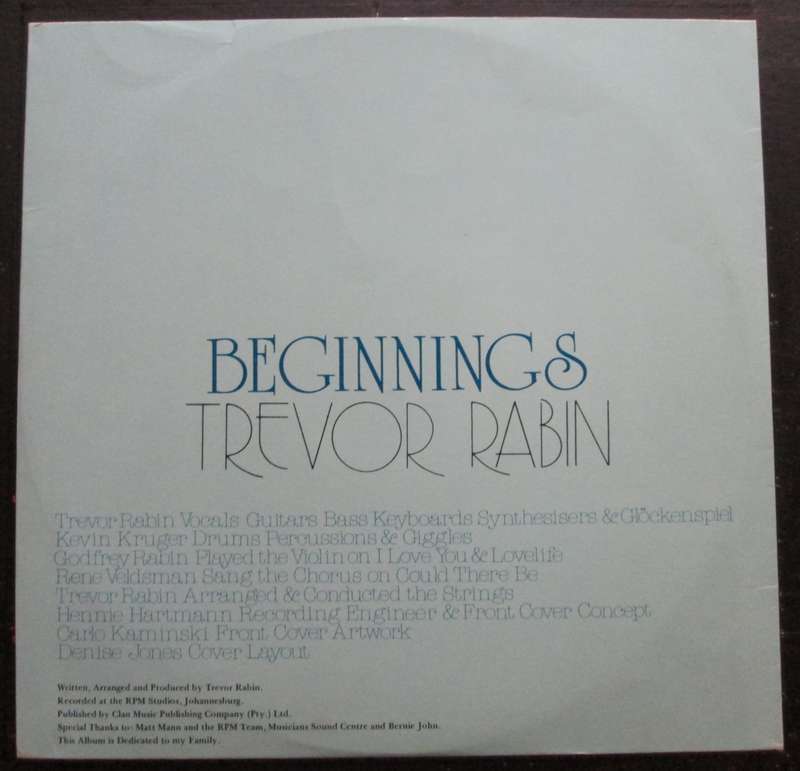 BEGINNINGS
TREVOR RABIN
Trevor Rabin Vocals Guitars Bass Keyboards Synthesisers & Glöckenspiel
Kevin Kruger Drums Percussions & Giggles
Godfrey Rabin Played the Violin on I Love You & Lovelife
Rene Veldsman Sang the Chorus on Could There Be
Trevor Rabin Arranged & Conducted the Strings
Hennie Hartmann Recording Engineer & Front Cover Concept
Carlo Kaminski Front Cover Artwork
Denise Jones Cover Layout
Written, Arranged and Produced by Trevor Rabin.
Recorded at the RPM Studios, Johannesburg.
Published by Clan Music Publishing Company (Pty.) Ltd.
Special Thanks to: Matt Mann and the RPM Team, Musicians Sound Centre and Bernie John.
This Album is Dedicated to my Family.